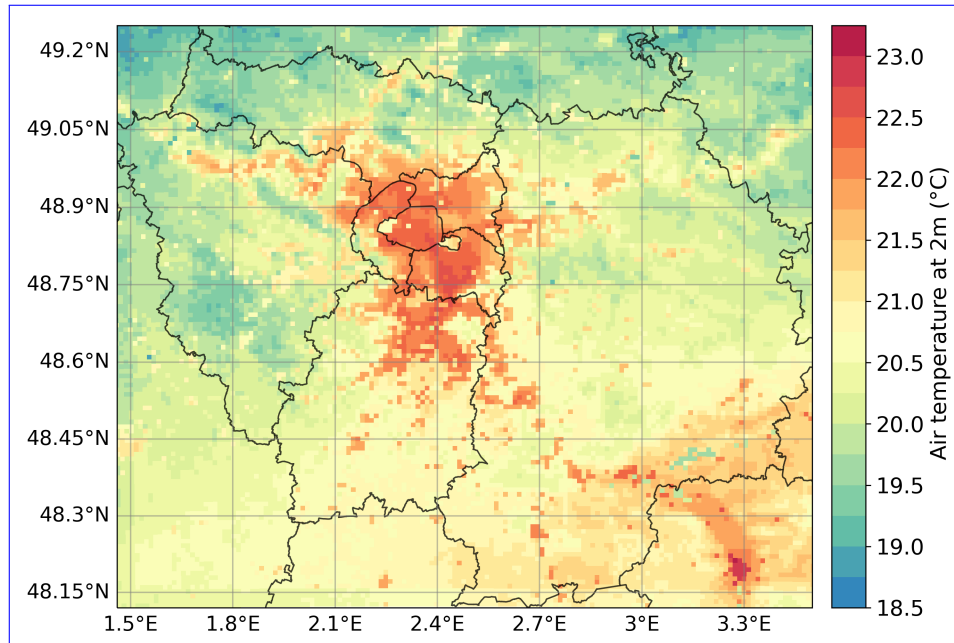 49.2°N
49.05°N
48.9°N
48.75°N
48.6°N
48.45°N
48.3°N
48.15°N
1.5°E 1.8°E 2.1°E 2.4°E 2.7°E 3°E 3.3°E
23.0
22.5
22.0
21.5
21.0
20.5
20.0
19.5
19.0
18.5
Air temperature at 2m (°C)